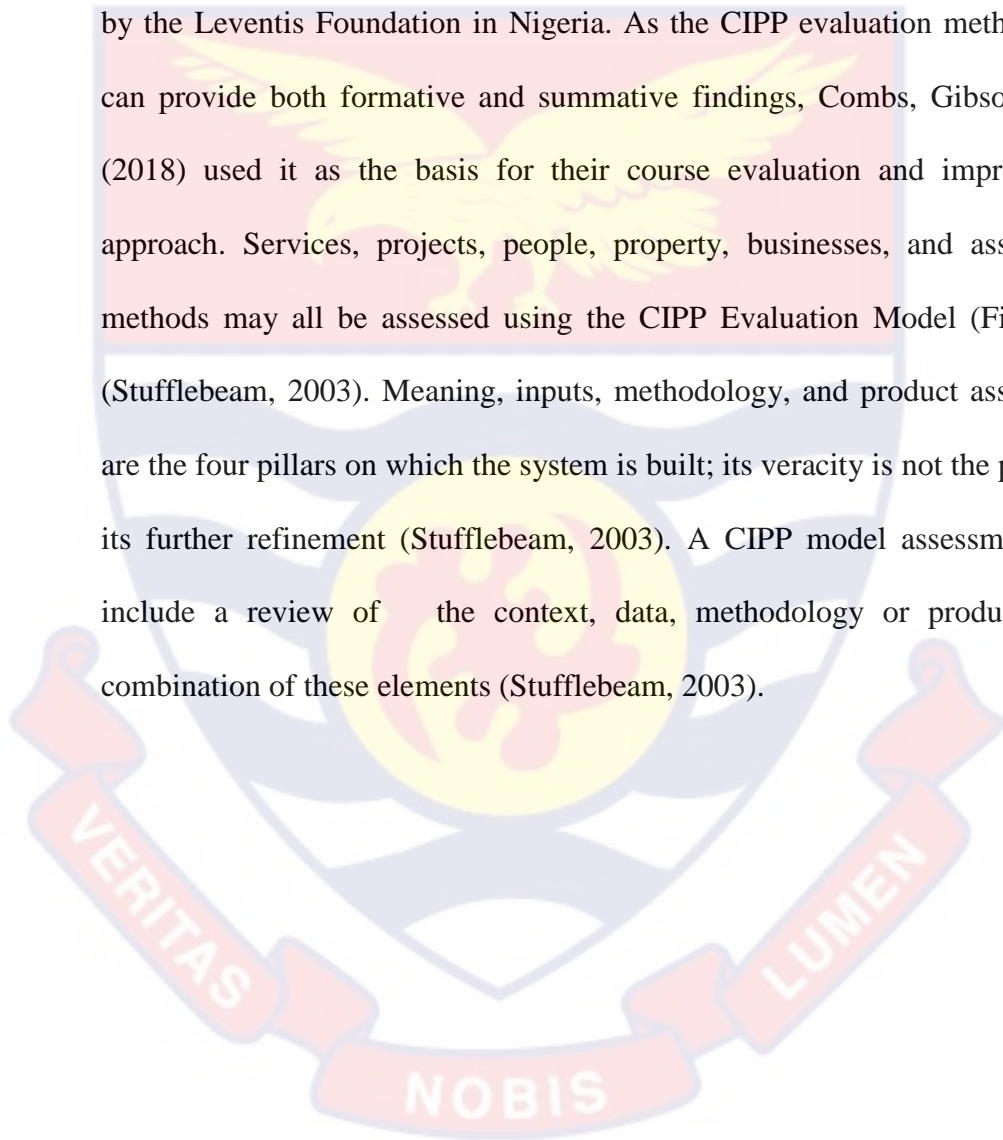 by the Leventis Foundation in Nigeria. As the CIPP evaluation meth
can provide both formative and summative findings, Combs, Gibso
(2018) used it as the basis for their course evaluation and impr
approach. Services, projects, people, property, businesses, and ass
methods may all be assessed using the CIPP Evaluation Model (Fi
(Stufflebeam, 2003). Meaning, inputs, methodology, and product ass
are the four pillars on which the system is built; its veracity is not the p
its further refinement (Stufflebeam, 2003). A CIPP model assessm
include a review of the context, data, methodology or produ
combination of these elements (Stufflebeam, 2003).
VERITAS
NOBIS
LUMEN